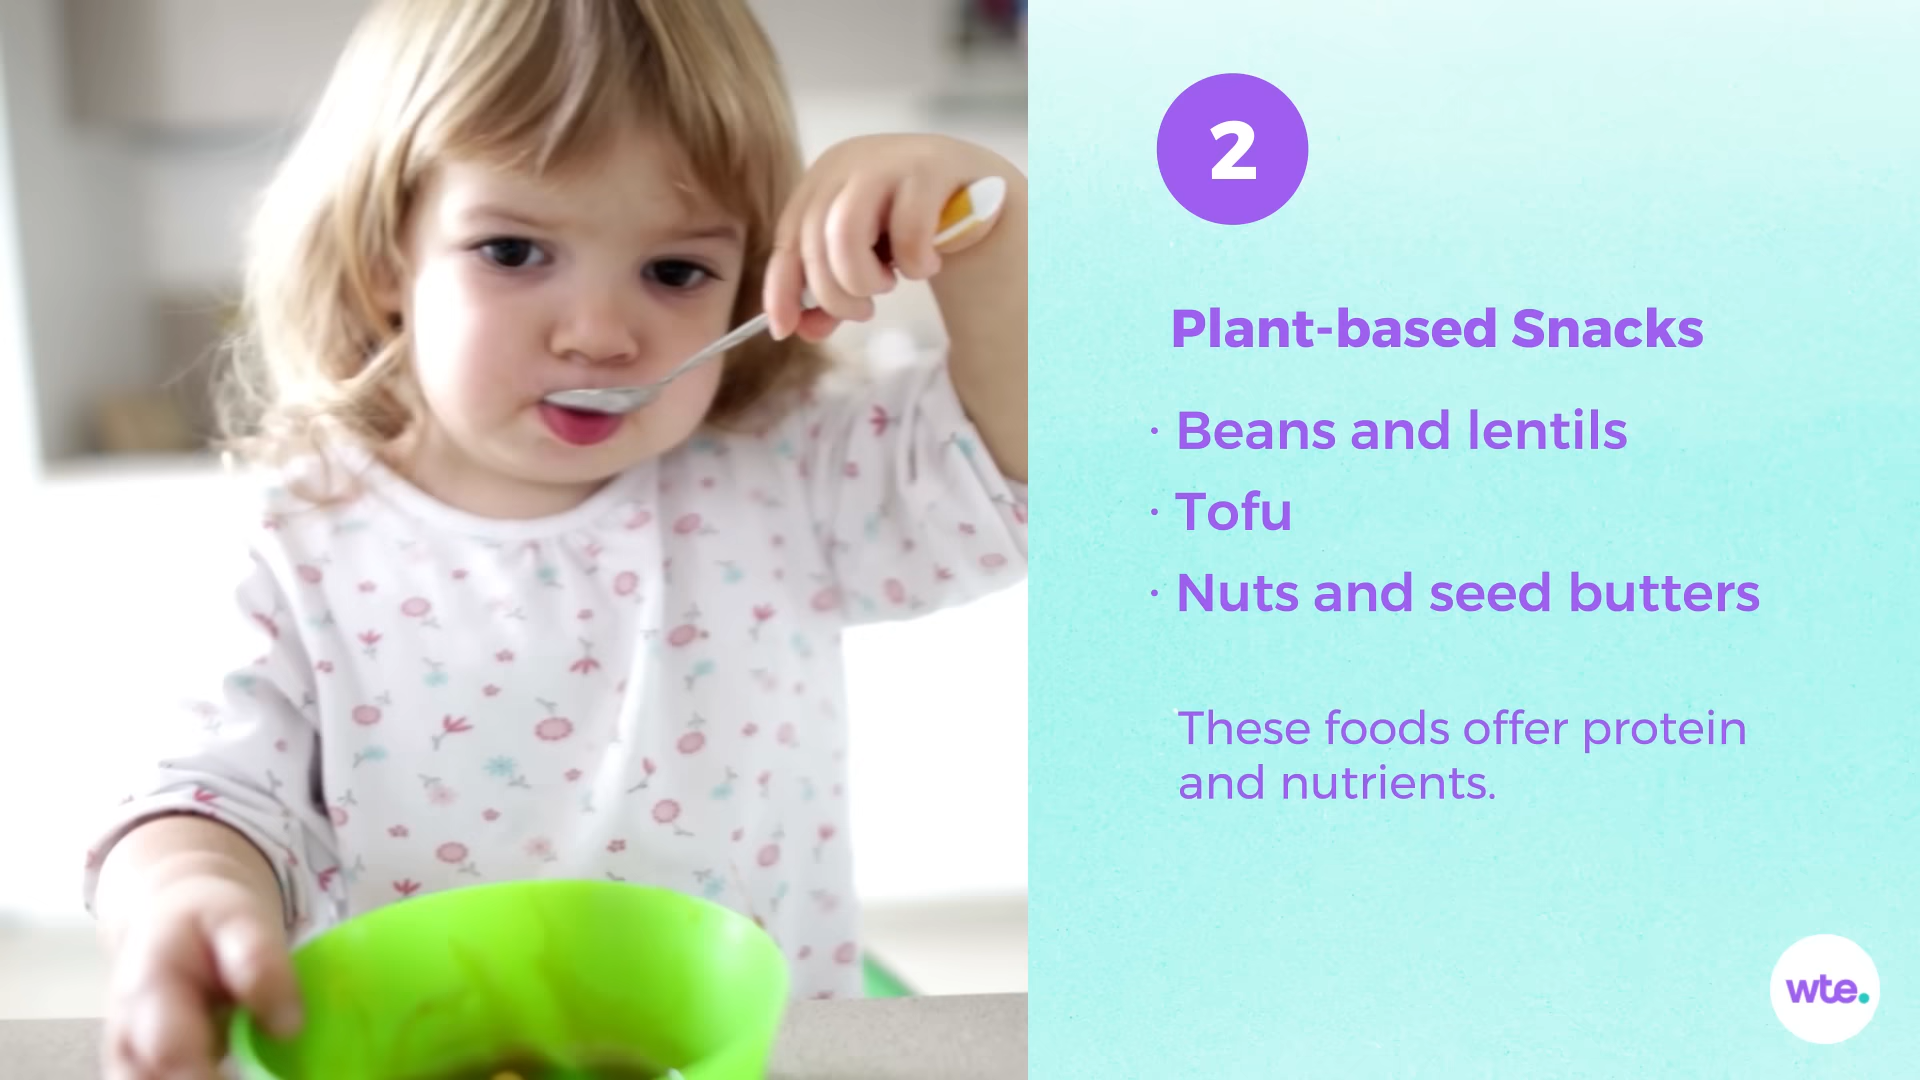 2
Plant-based Snacks
· Beans and lentils
· Tofu
· Nuts and seed butters
These foods offer protein
and nutrients.
wte.